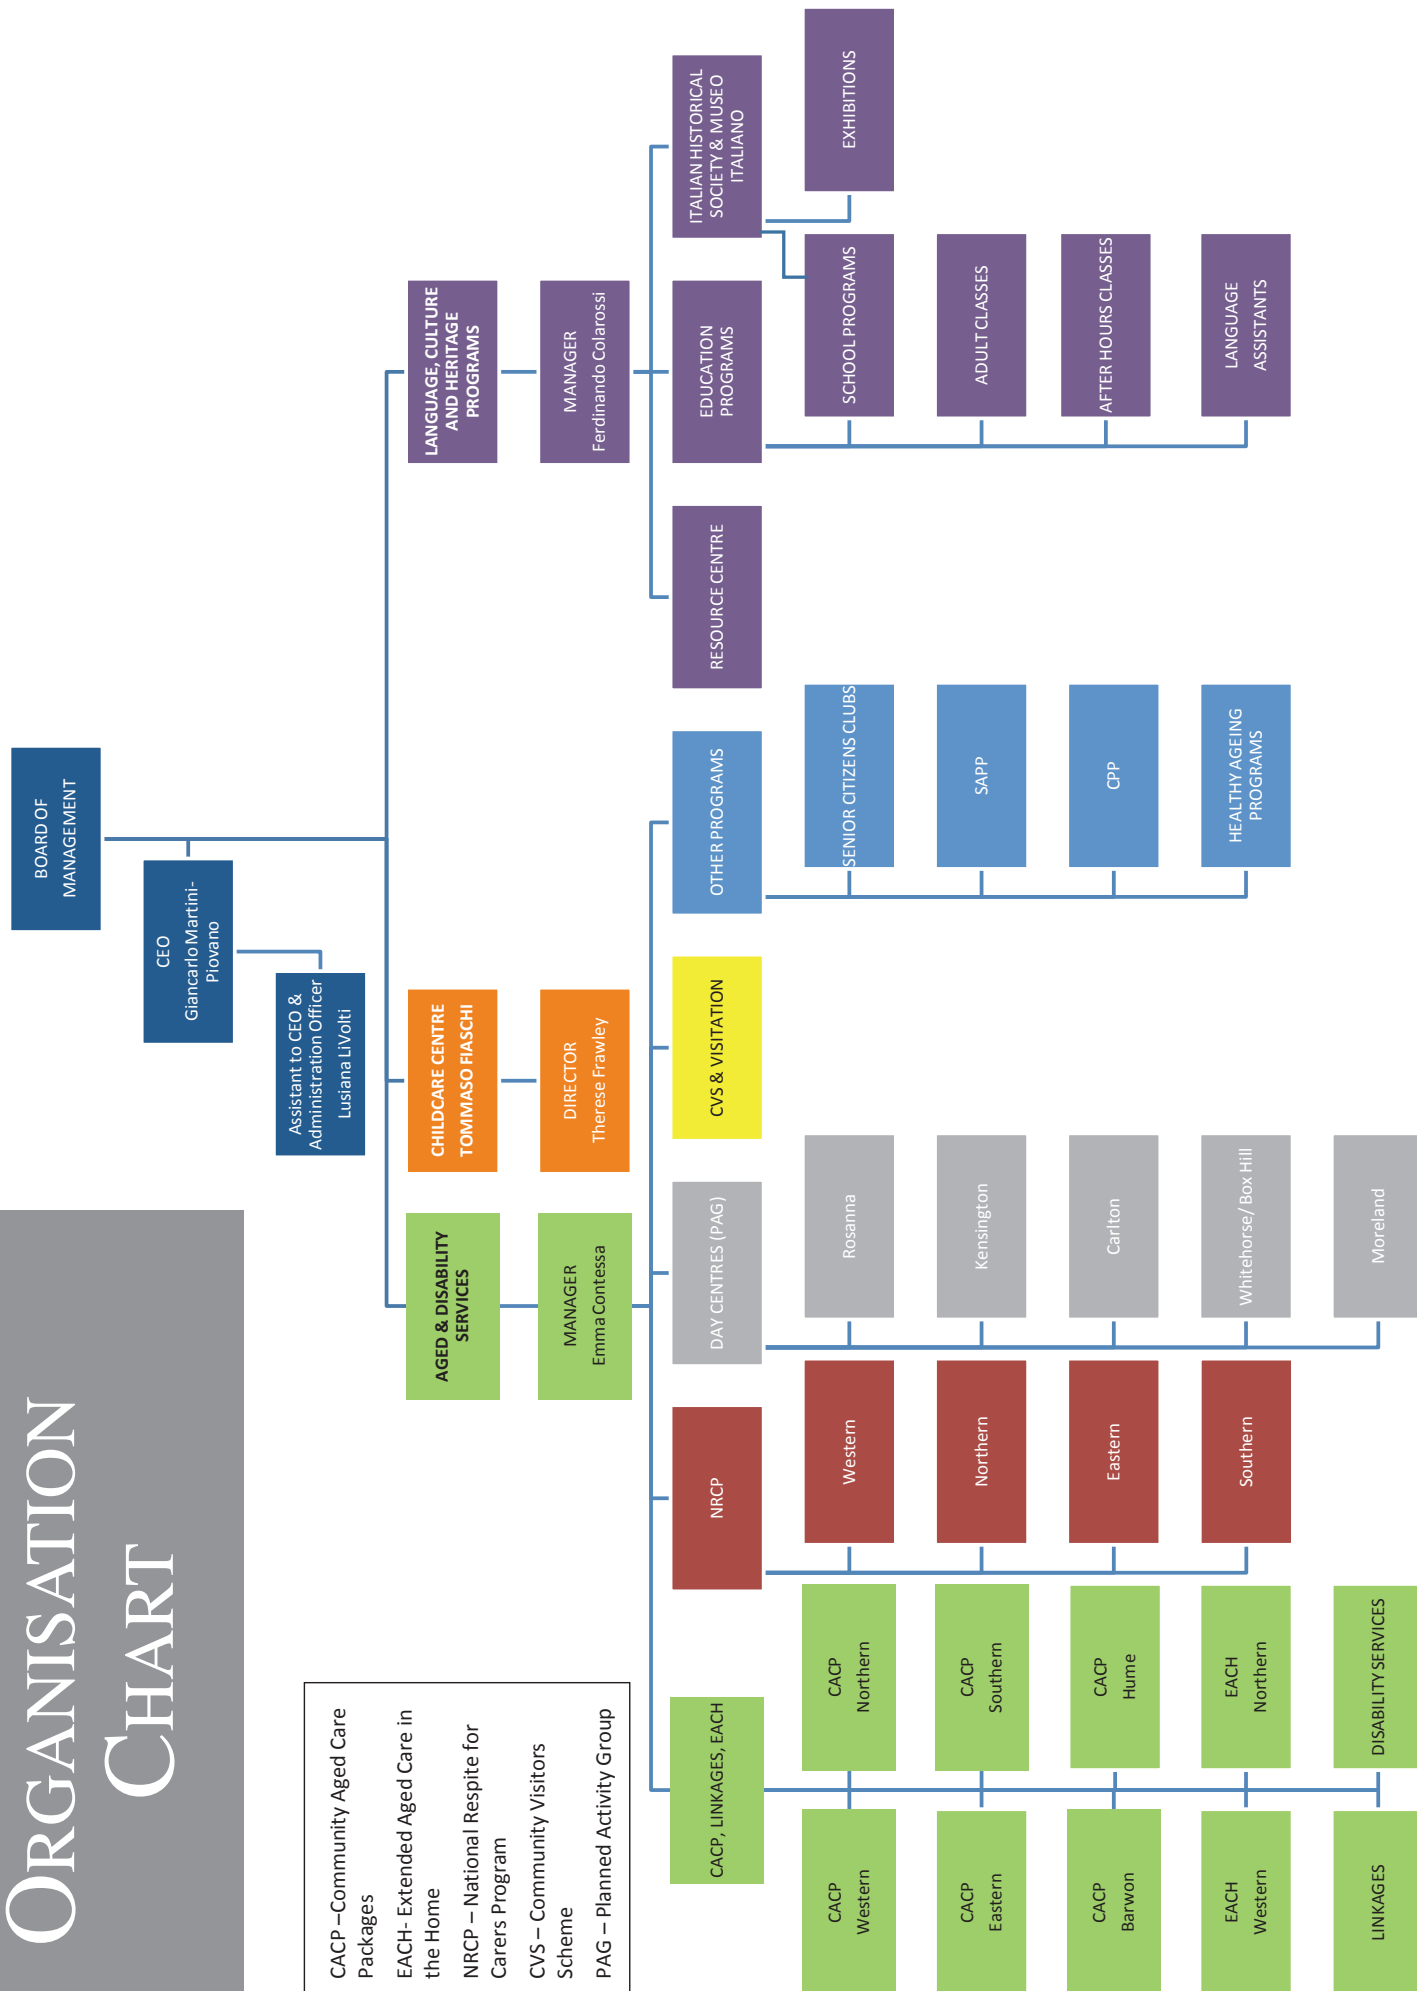 ORGANISATION
CHART
CACP –Community Aged Care
Packages
EACH- Extended Aged Care in
the Home
NRCP – National Respite for
Carers Program
CVS – Community Visitors
Scheme
PAG – Planned Activity Group
BOARD OF
MANAGEMENT
CEO
Giancarlo Martini-
Piovano
Assistant to CEO &
Administration Officer
Lusiana LiVolti
AGED & DISABILITY
SERVICES
MANAGER
Emma Contessa
CHILDCARE CENTRE
TOMMASO FIASCHI
DIRECTOR
Therese Frawley
LANGUAGE, CULTURE
AND HERITAGE
PROGRAMS
MANAGER
Ferdinando Colarossi
CACP, LINKAGES, EACH
CACP
Western
CACP
Northern
CACP
Eastern
CACP
Southern
CACP
Barwon
CACP
Hume
EACH
Western
EACH
Northern
LINKAGES
DISABILITY SERVICES
NRCP
Western
Northern
Eastern
Southern
DAY CENTRES (PAG)
Rosanna
Kensington
Carlton
Whitehorse/ Box Hill
Moreland
CVS & VISITATION
OTHER PROGRAMS
SENIOR CITIZENS CLUBS
SAPP
CPP
HEALTHY AGEING
PROGRAMS
RESOURCE CENTRE
EDUCATION
PROGRAMS
SCHOOL PROGRAMS
ADULT CLASSES
AFTER HOURS CLASSES
LANGUAGE
ASSISTANTS
ITALIAN HISTORICAL
SOCIETY & MUSEO
ITALIANO
EXHIBITIONS